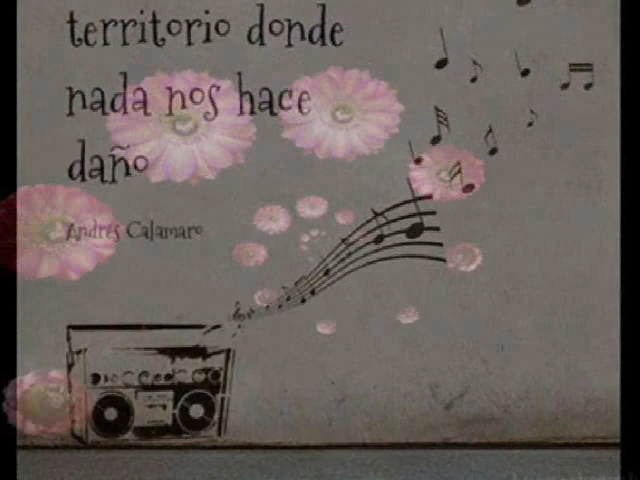 territorio donde
nada nos hace
daño
Andrés Calamaro